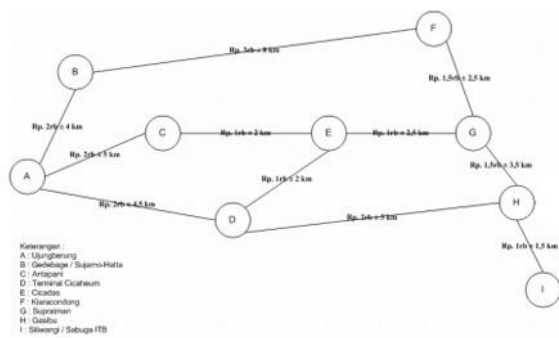 F
Rp. 3rb ± 8 km
B
Rp. 1,5rb ± 2,5 km
Rp. 2rb ± 4 km
C
Rp. 1rb ± 2 km
E
Rp. 1rb ± 2,5 km
G
Rp. 2rb ± 5 km
Rp. 1,5rb ± 3,5 km
A
Rp. 1rb ± 2 km
Rp. 2rb ± 4,5 km
D
Rp. 2rb ± 5 km
H
Rp. 1rb ± 1,5 km
I
Keterangan :
A : Ujungberung
B : Gedebage / Sujarno-Hatta
C : Antapani
D : Terminal Cicaheum
E : Cicadas
F : Kiaracondong
G : Supratman
H : Gasibu
I : Siliwangi / Sabuga ITB